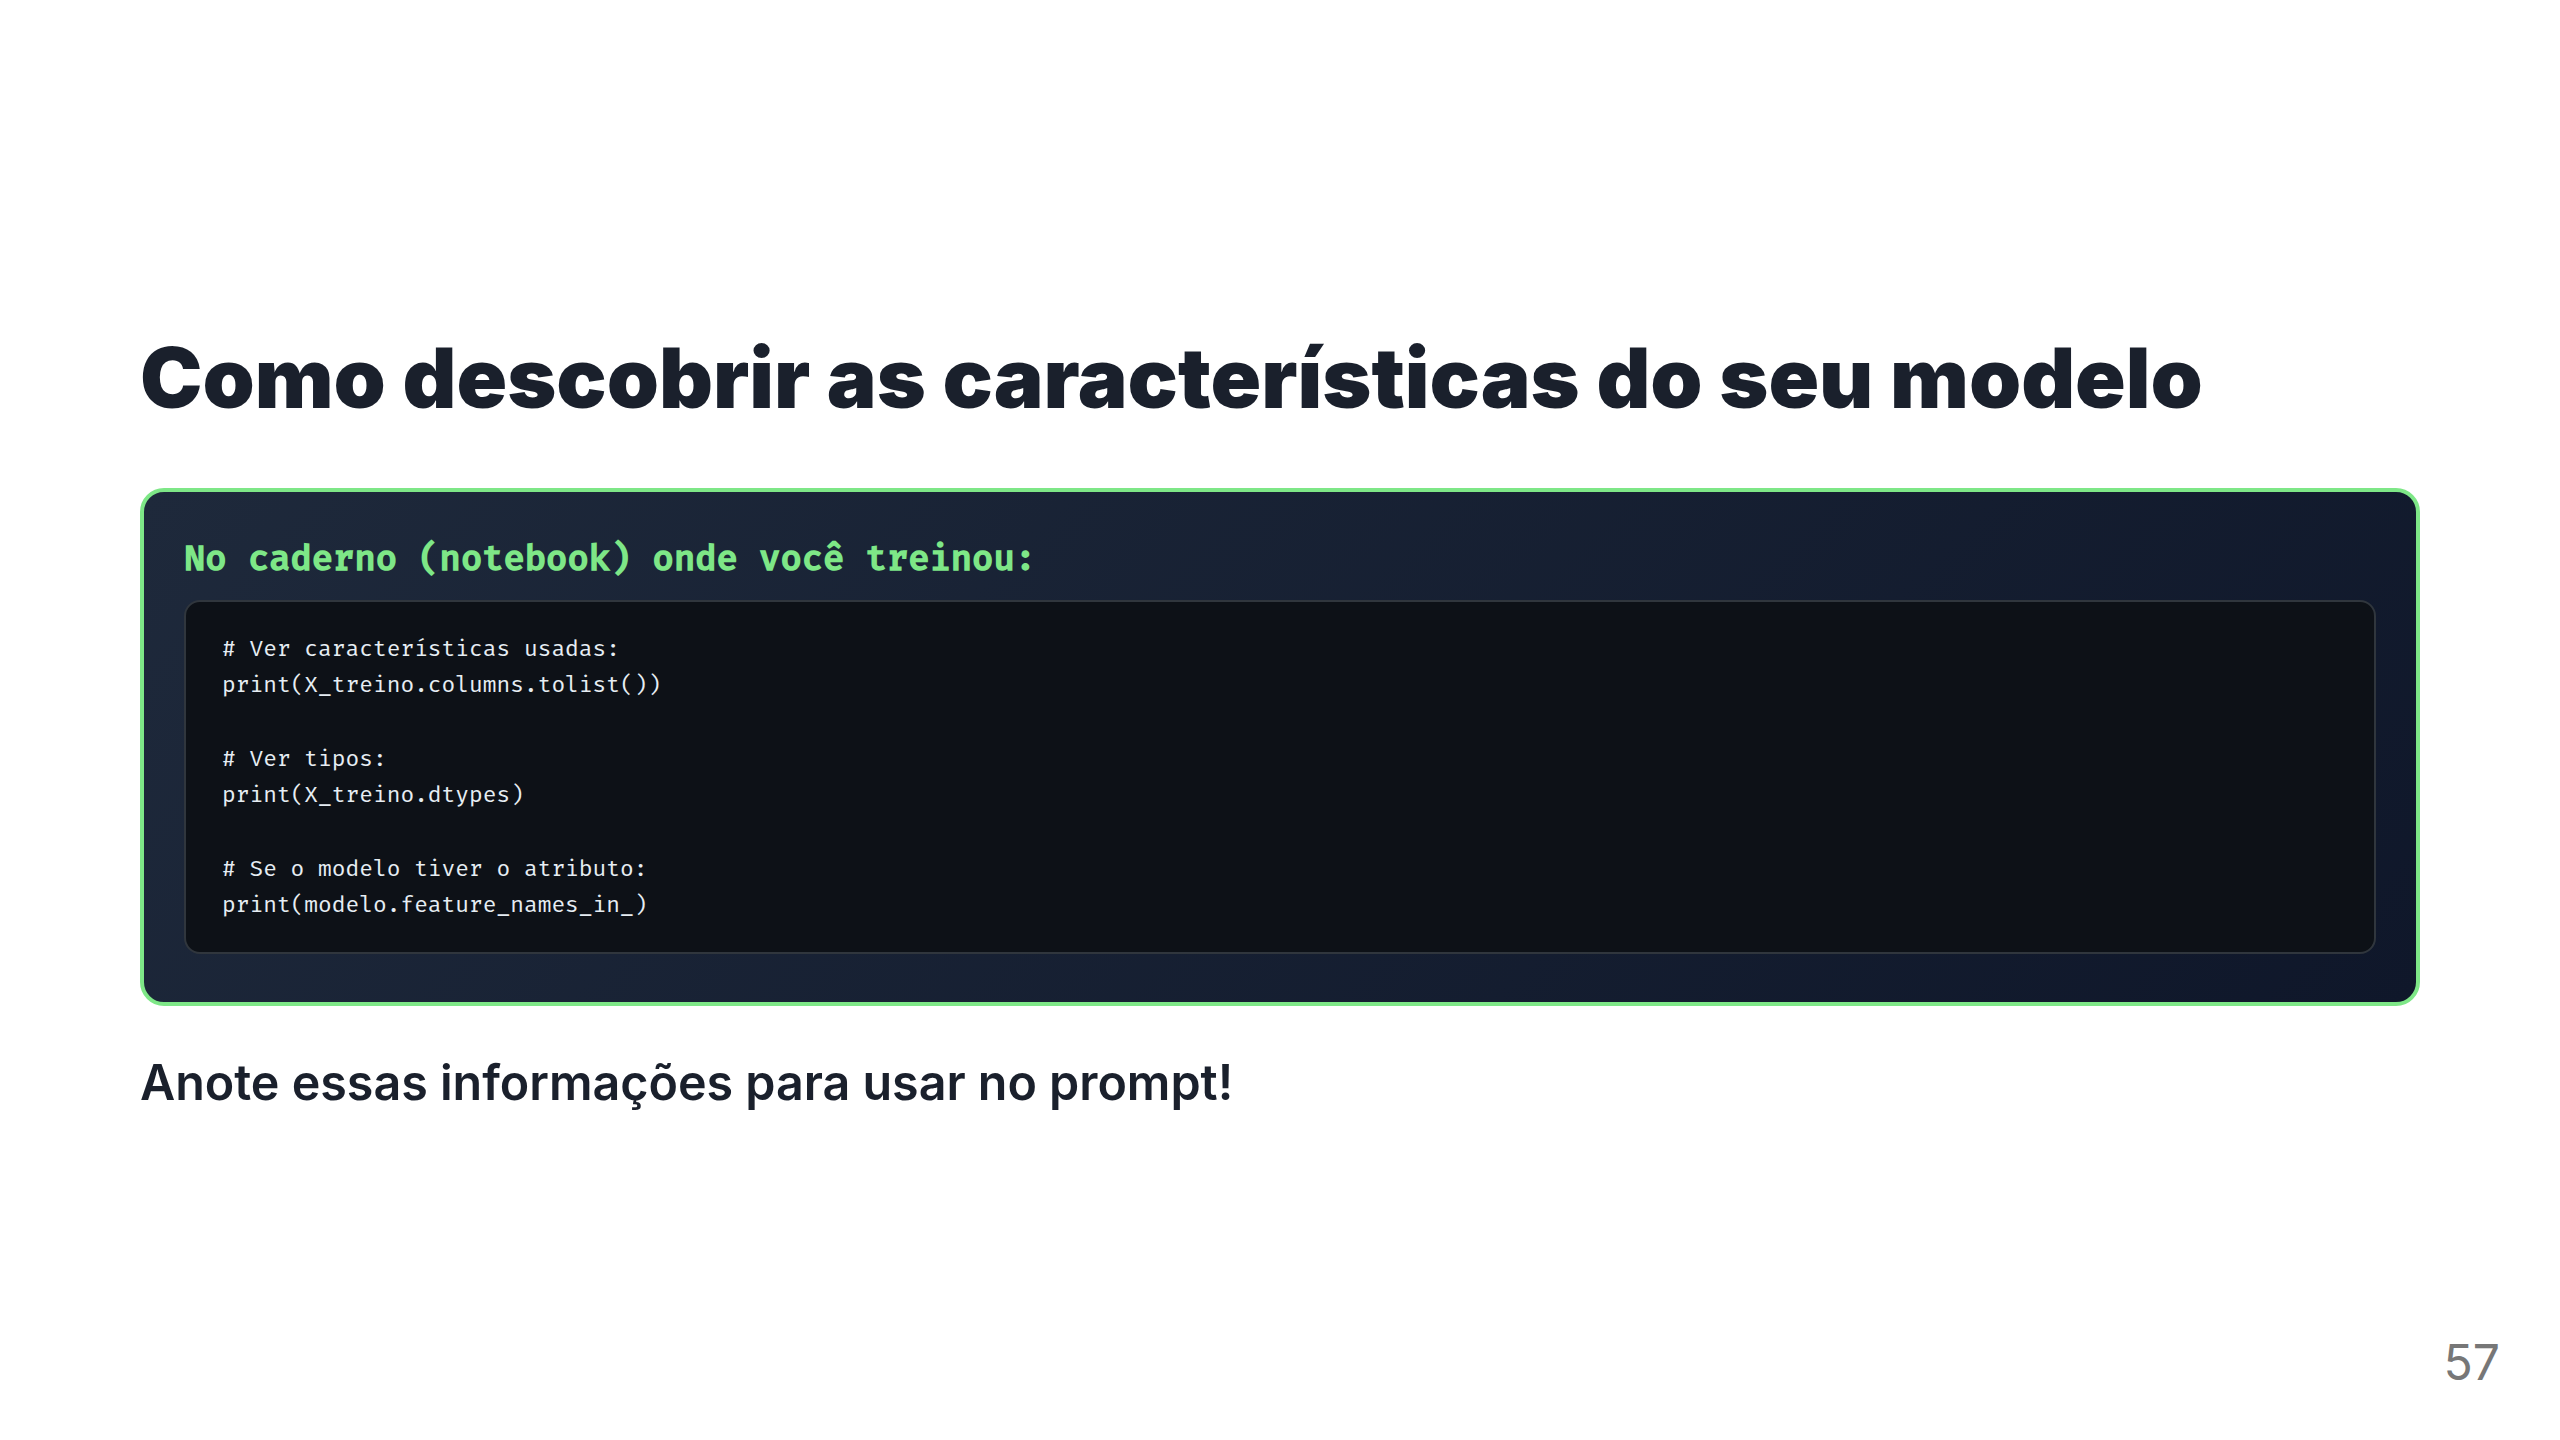 Como descobrir as características do seu modelo
No caderno (notebook) onde você treinou:
# Ver características usadas:
print(X_treino.columns.tolist())
# Ver tipos:
print(X_treino.dtypes)
# Se o modelo tiver o atributo:
print(modelo.feature_names_in_)
Anote essas informações para usar no prompt!
57